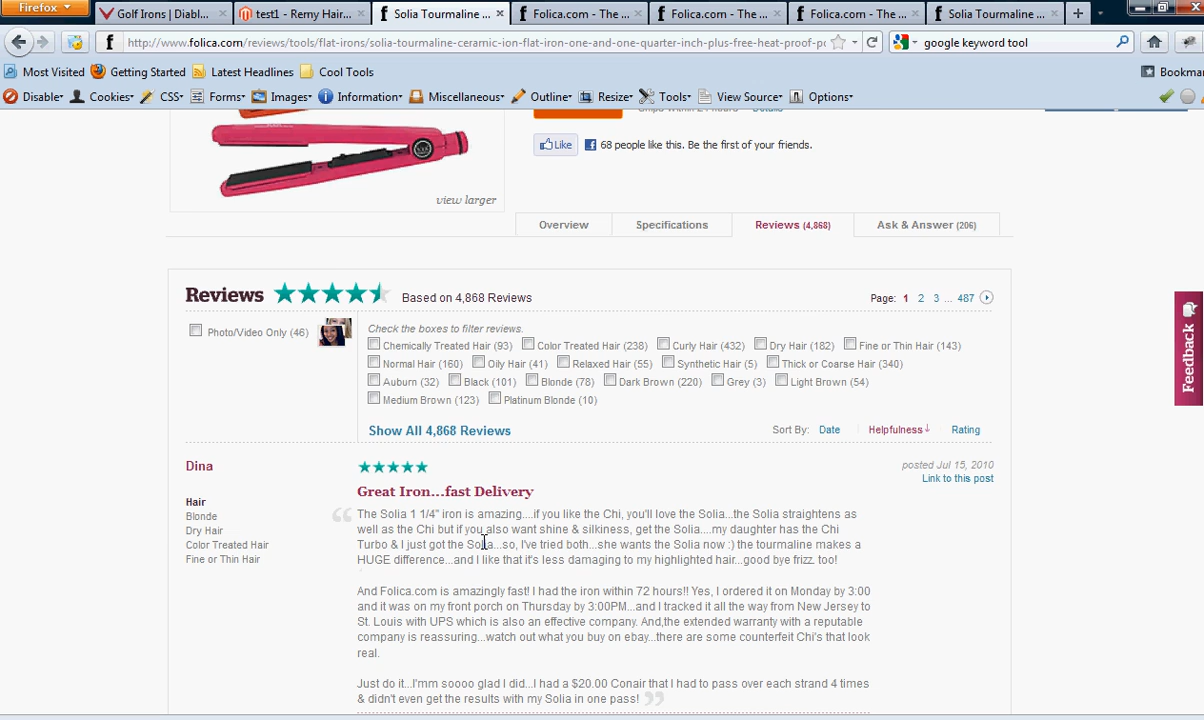 Firefox
Golf Irons | Diabl...
test1 - Remy Hair...
Solia Tourmaline ...
Folica.com - The ...
Folica.com - The ...
Folica.com - The ...
Solia Tourmaline ...
http://www.folica.com/reviews/tools/flat-irons/solia-tourmaline-ceramic-ion-flat-iron-one-and-one-quarter-inch-plus-free-heat-proof-po
google keyword tool
Most Visited Getting Started Latest Headlines Cool Tools Bookmar
Disable Cookies CSS Forms Images Information Miscellaneous Outline Resize Tools View Source Options
Details
Like 68 people like this. Be the first of your friends.
view larger
Overview Specifications Reviews (4,868) Ask & Answer (206)
Reviews Based on 4,868 Reviews Page: 1 2 3 ... 487
Photo/Video Only (46)
Check the boxes to filter reviews.
Chemically Treated Hair (93) Color Treated Hair (238) Curly Hair (432) Dry Hair (182) Fine or Thin Hair (143)
Normal Hair (160) Oily Hair (41) Relaxed Hair (55) Synthetic Hair (5) Thick or Coarse Hair (340)
Auburn (32) Black (101) Blonde (78) Dark Brown (220) Grey (3) Light Brown (54)
Medium Brown (123) Platinum Blonde (10)
Show All 4,868 Reviews Sort By: Date Helpfulness Rating
Feedback
Dina
Hair
Blonde
Dry Hair
Color Treated Hair
Fine or Thin Hair
posted Jul 15, 2010
Link to this post
Great Iron...fast Delivery
The Solia 1 1/4" iron is amazing....if you like the Chi, you'll love the Solia...the Solia straightens as
well as the Chi but if you also want shine & silkiness, get the Solia....my daughter has the Chi
Turbo & I just got the Solia...so, I've tried both...she wants the Solia now :) the tourmaline makes a
HUGE difference...and I like that it's less damaging to my highlighted hair...good bye frizz. too!
And Folica.com is amazingly fast! I had the iron within 72 hours!! Yes, I ordered it on Monday by 3:00
and it was on my front porch on Thursday by 3:00PM...and I tracked it all the way from New Jersey to
St. Louis with UPS which is also an effective company. And,the extended warranty with a reputable
company is reassuring...watch out what you buy on ebay...there are some counterfeit Chi's that look
real.
Just do it...I'mm soooo glad I did...I had a $20.00 Conair that I had to pass over each strand 4 times
& didn't even get the results with my Solia in one pass!